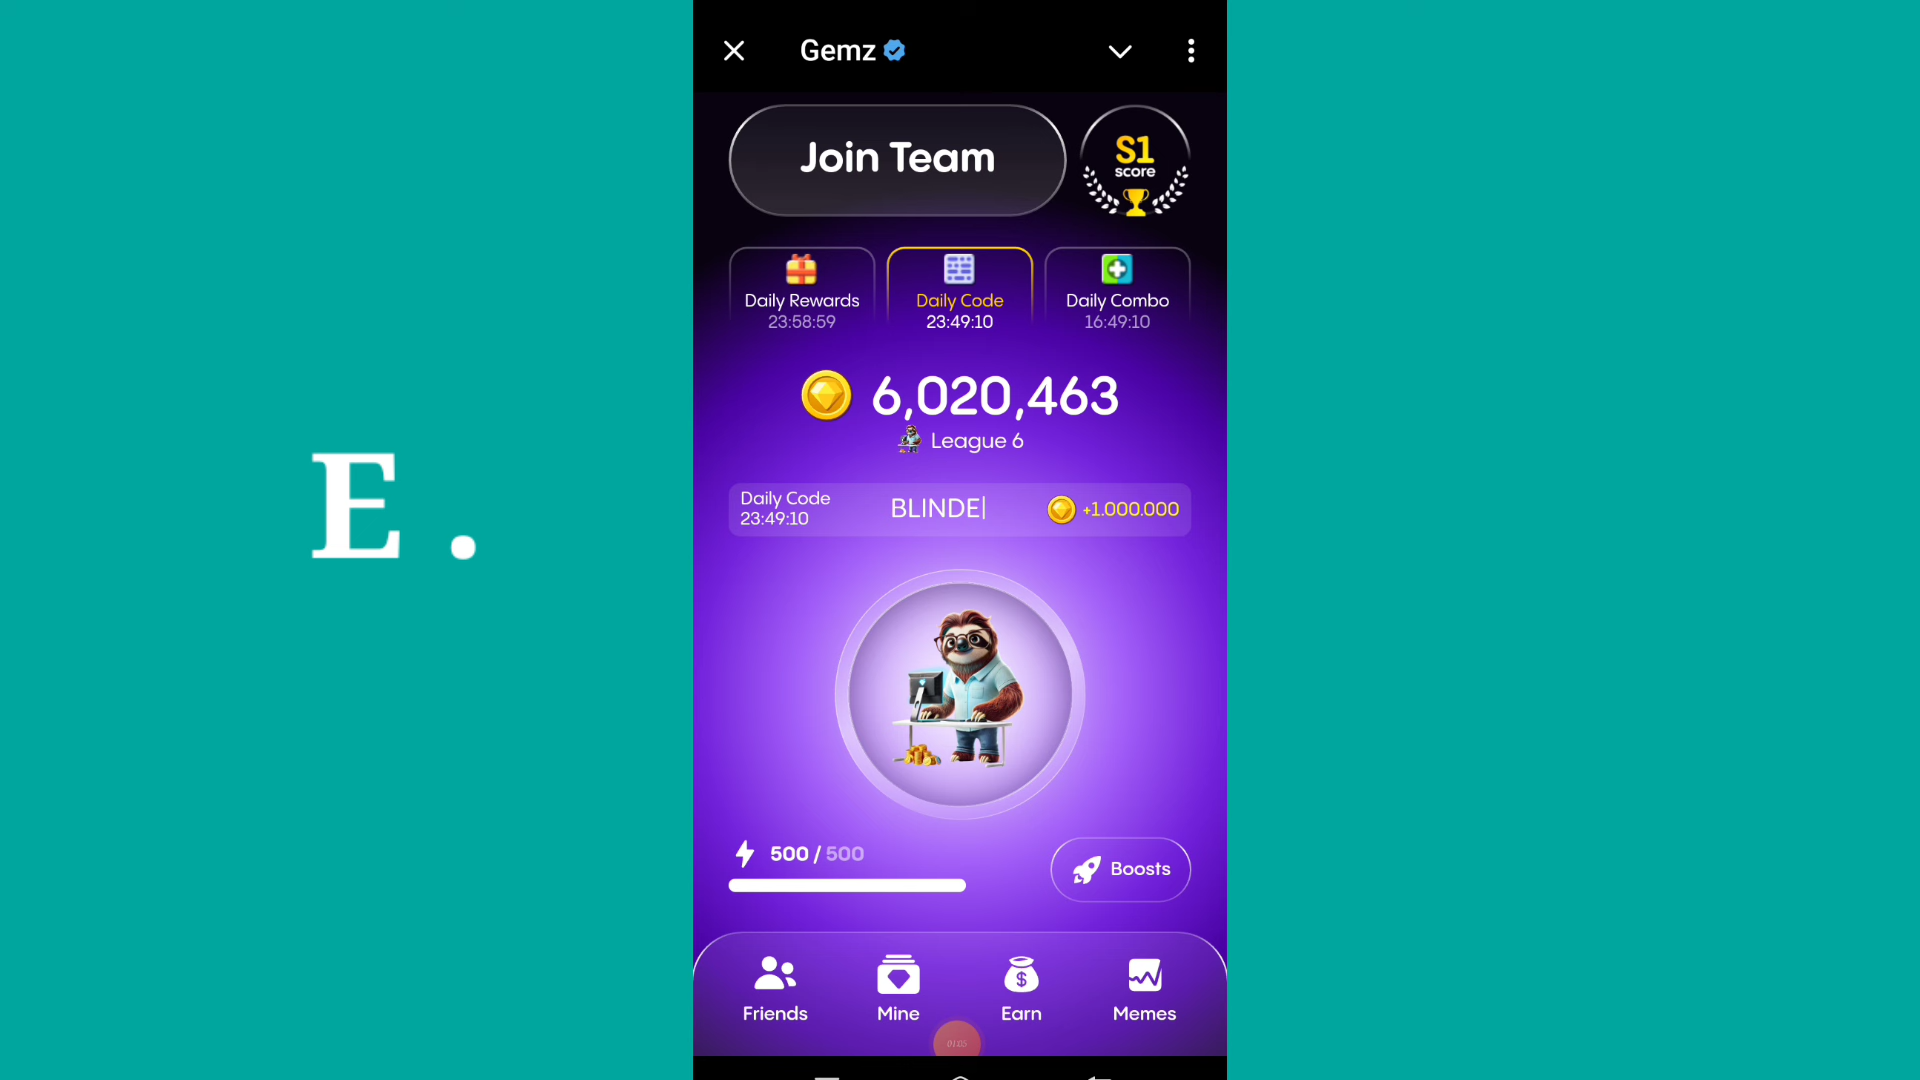 Gemz
Join Team
S1
score
Daily Rewards
23:58:59
Daily Code
23:49:10
Daily Combo
16:49:10
6,020,463
League 6
E .
Daily Code
23:49:10
BLINDE
+1.000.000
$
500 / 500
Boosts
Friends
Mine
Earn
Memes
01:05